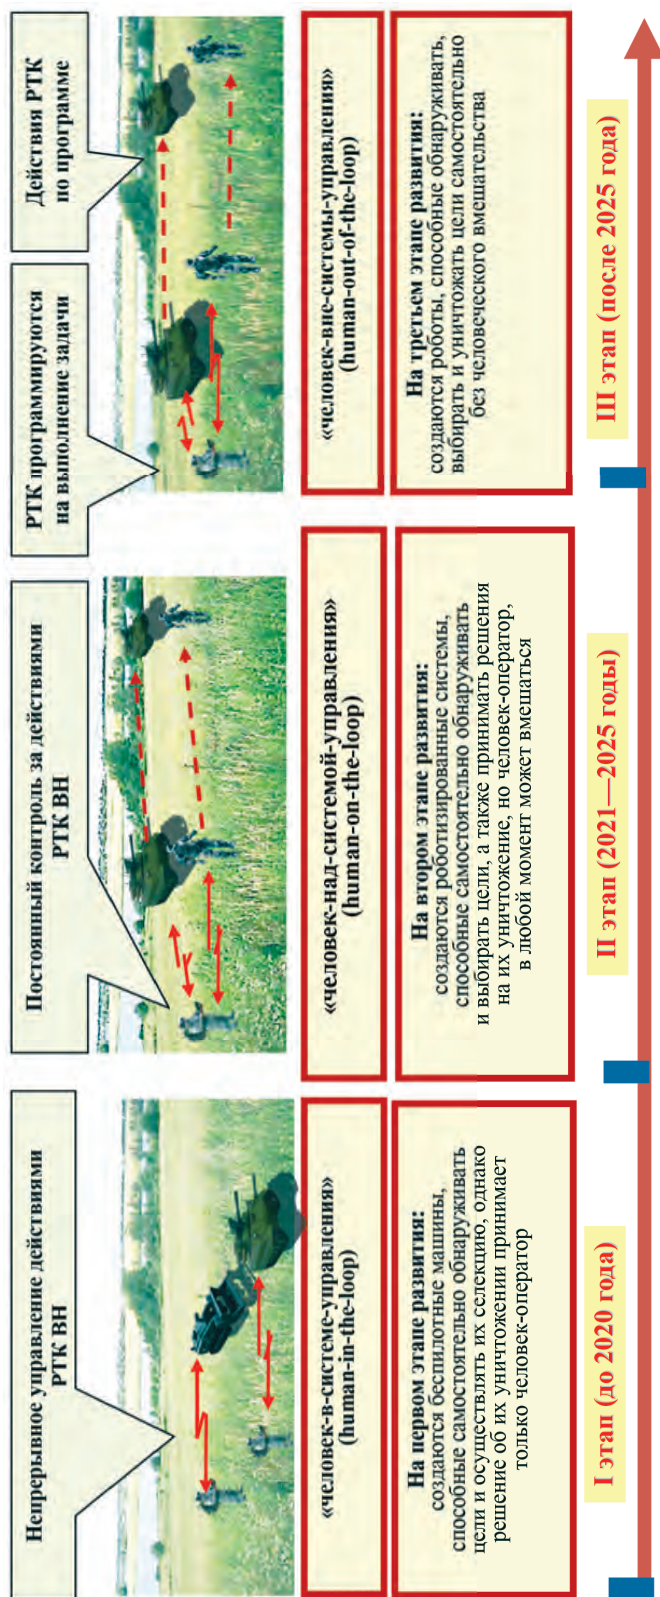 Непрерывное управление действиями
РТК ВН
Постоянный контроль за действиями
РТК ВН
РТК программируются
на выполнение задачи
Действия РТК
по программе
«человек-в-системе-управления»
(human-in-the-loop)
«человек-над-системой-управления»
(human-on-the-loop)
«человек-вне-системы-управления»
(human-out-of-the-loop)
На первом этапе развития:
создаются беспилотные машины,
способные самостоятельно обнаруживать
цели и осуществлять их селекцию, однако
решение об их уничтожении принимает
только человек-оператор
На втором этапе развития:
создаются роботизированные системы,
способные самостоятельно обнаруживать
и выбирать цели, а также принимать решения
на их уничтожение, но человек-оператор,
в любой момент может вмешаться
На третьем этапе развития:
создаются роботы, способные обнаруживать,
выбирать и уничтожать цели самостоятельно
без человеческого вмешательства
I этап (до 2020 года)
II этап (2021—2025 годы)
III этап (после 2025 года)